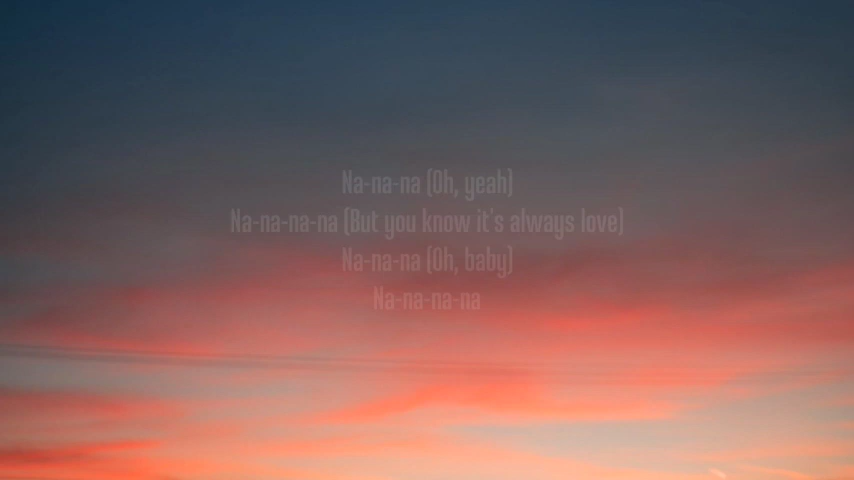 Na-na-na (Oh, yeah)
Na-na-na-na (But you know it's always love)
Na-na-na (Oh, baby)
Na-na-na-na